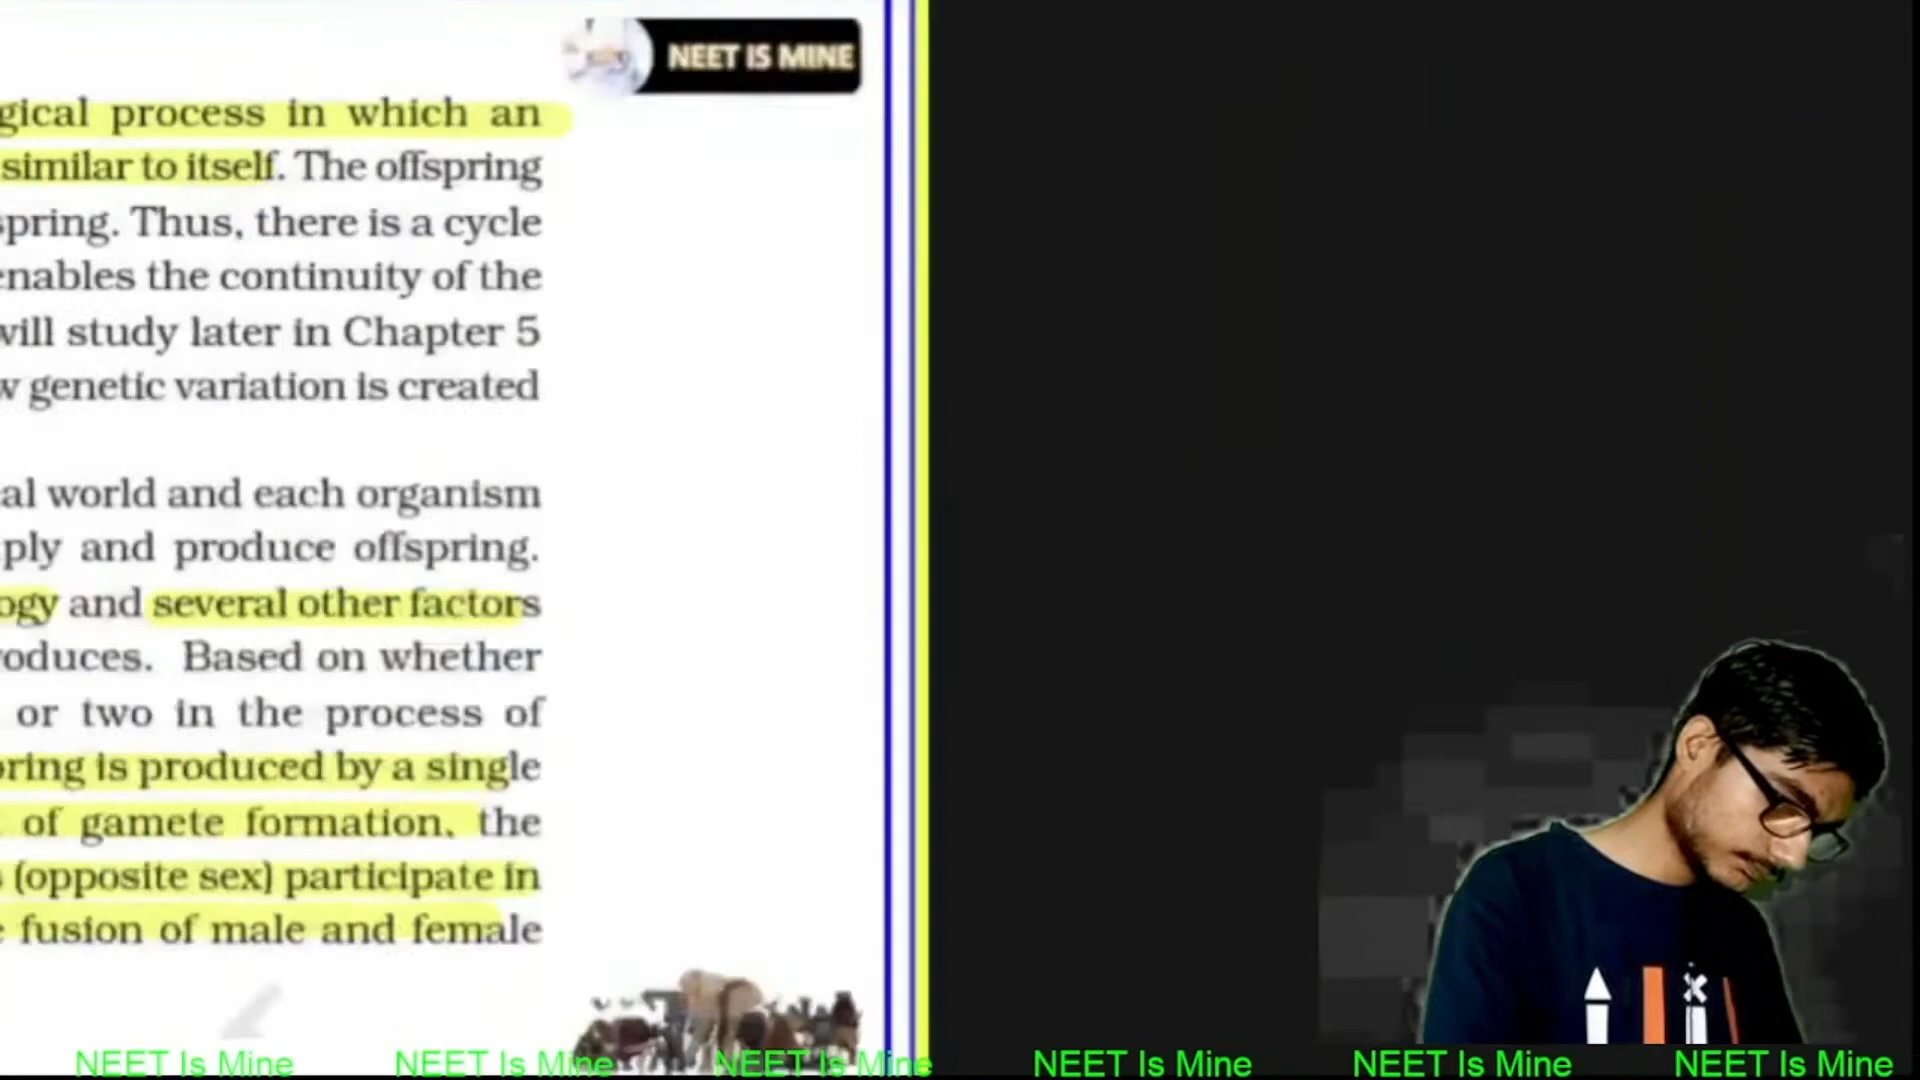 NEET IS MINE
gical process in which an
similar to itself. The offspring
spring. Thus, there is a cycle
enables the continuity of the
will study later in Chapter 5
w genetic variation is created
al world and each organism
ply and produce offspring.
ogy and several other factors
roduces. Based on whether
or two in the process of
pring is produced by a single
of gamete formation, the
(opposite sex) participate in
fusion of male and female
NEET Is Mine NEET Is Mine NEET Is Mine NEET Is Mine NEET Is Mine NEET Is Mine